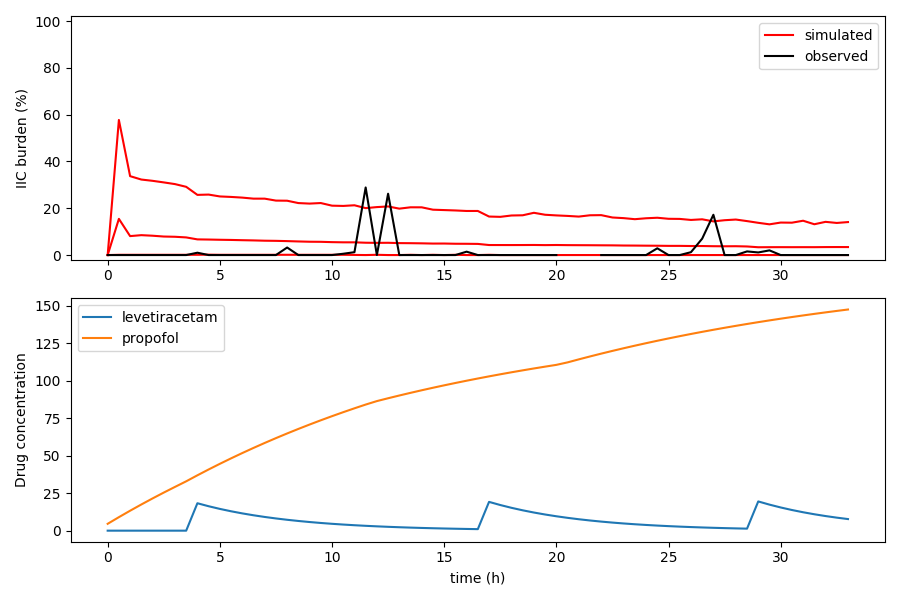 100
80
60
40
20
0
IIC burden (%)
simulated
observed
0 5 10 15 20 25 30
150
125
100
75
50
25
0
Drug concentration
levetiracetam
propofol
0 5 10 15 20 25 30
time (h)